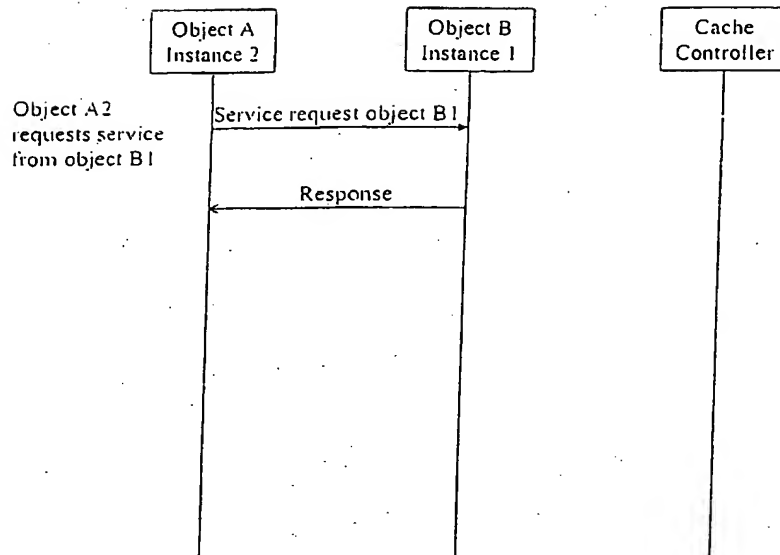 Object A
Instance 2
Object B
Instance 1
Cache
Controller
Object A2
requests service
from object B1
Service request object B1
Response